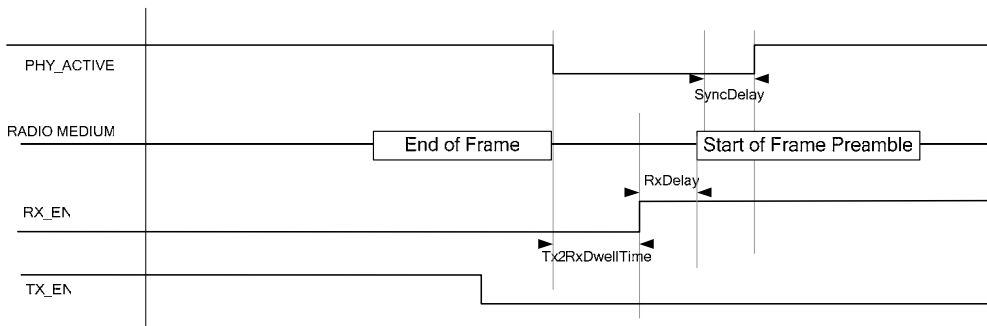 PHY_ACTIVE
SyncDelay
RADIO MEDIUM
End of Frame
Start of Frame Preamble
RxDelay
RX_EN
Tx2RxDwellTime
TX_EN